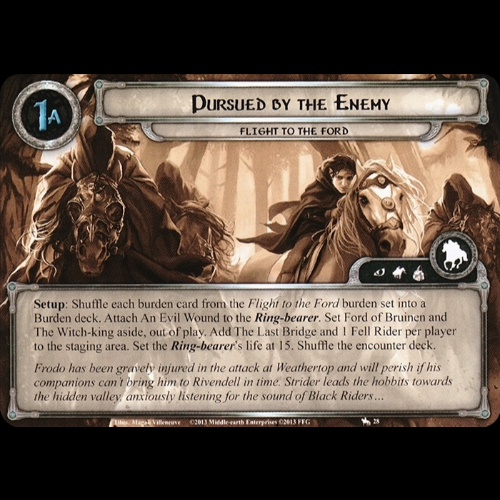 1A
Pursued by the Enemy
Flight to the Ford
Setup: Shuffle each burden card from the Flight to the Ford burden set into a
Burden deck. Attach An Evil Wound to the Ring-bearer. Set Ford of Bruinen and
The Witch-king aside, out of play. Add The Last Bridge and 1 Fell Rider per player
to the staging area. Set the Ring-bearer's life at 15. Shuffle the encounter deck.
Frodo has been gravely injured in the attack at Weathertop and will perish if his
companions can't bring him to Rivendell in time. Strider leads the hobbits towards
the hidden valley, anxiously listening for the sound of Black Riders…
Illus. Magali Villeneuve ©2013 Middle-earth Enterprises ©2013 FFG 28